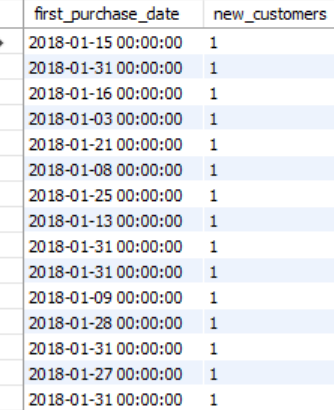 first_purchase_date new_customers
2018-01-15 00:00:00 1
2018-01-31 00:00:00 1
2018-01-16 00:00:00 1
2018-01-03 00:00:00 1
2018-01-21 00:00:00 1
2018-01-08 00:00:00 1
2018-01-25 00:00:00 1
2018-01-13 00:00:00 1
2018-01-31 00:00:00 1
2018-01-31 00:00:00 1
2018-01-09 00:00:00 1
2018-01-28 00:00:00 1
2018-01-31 00:00:00 1
2018-01-27 00:00:00 1
2018-01-31 00:00:00 1